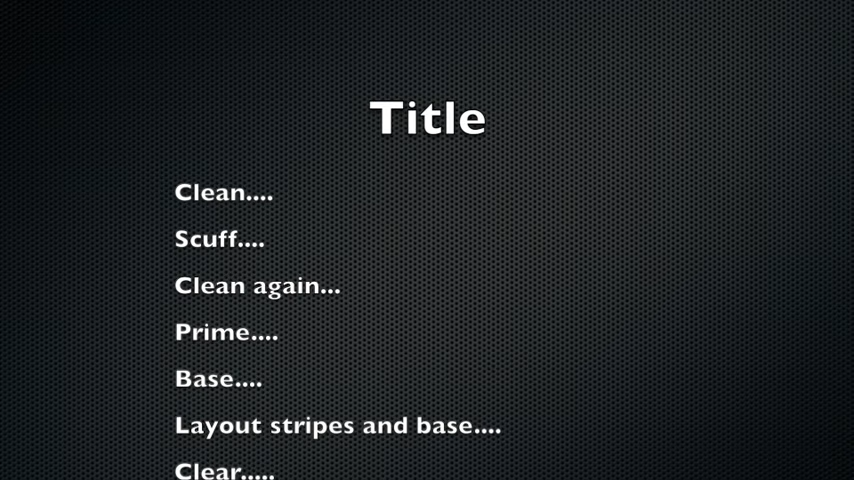 Title
Clean....
Scuff....
Clean again...
Prime....
Base....
Layout stripes and base....
Clear.....